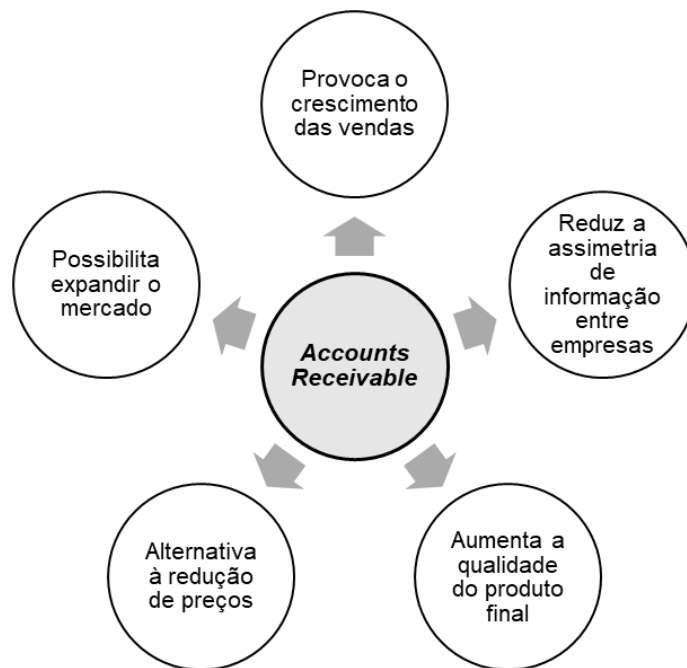 Provoca o
crescimento
das vendas
Reduz a
assimetria
de
informação
entre
empresas
Aumenta a
qualidade
do produto
final
Alternativa
à redução
de preços
Possibilita
expandir o
mercado
Accounts
Receivable